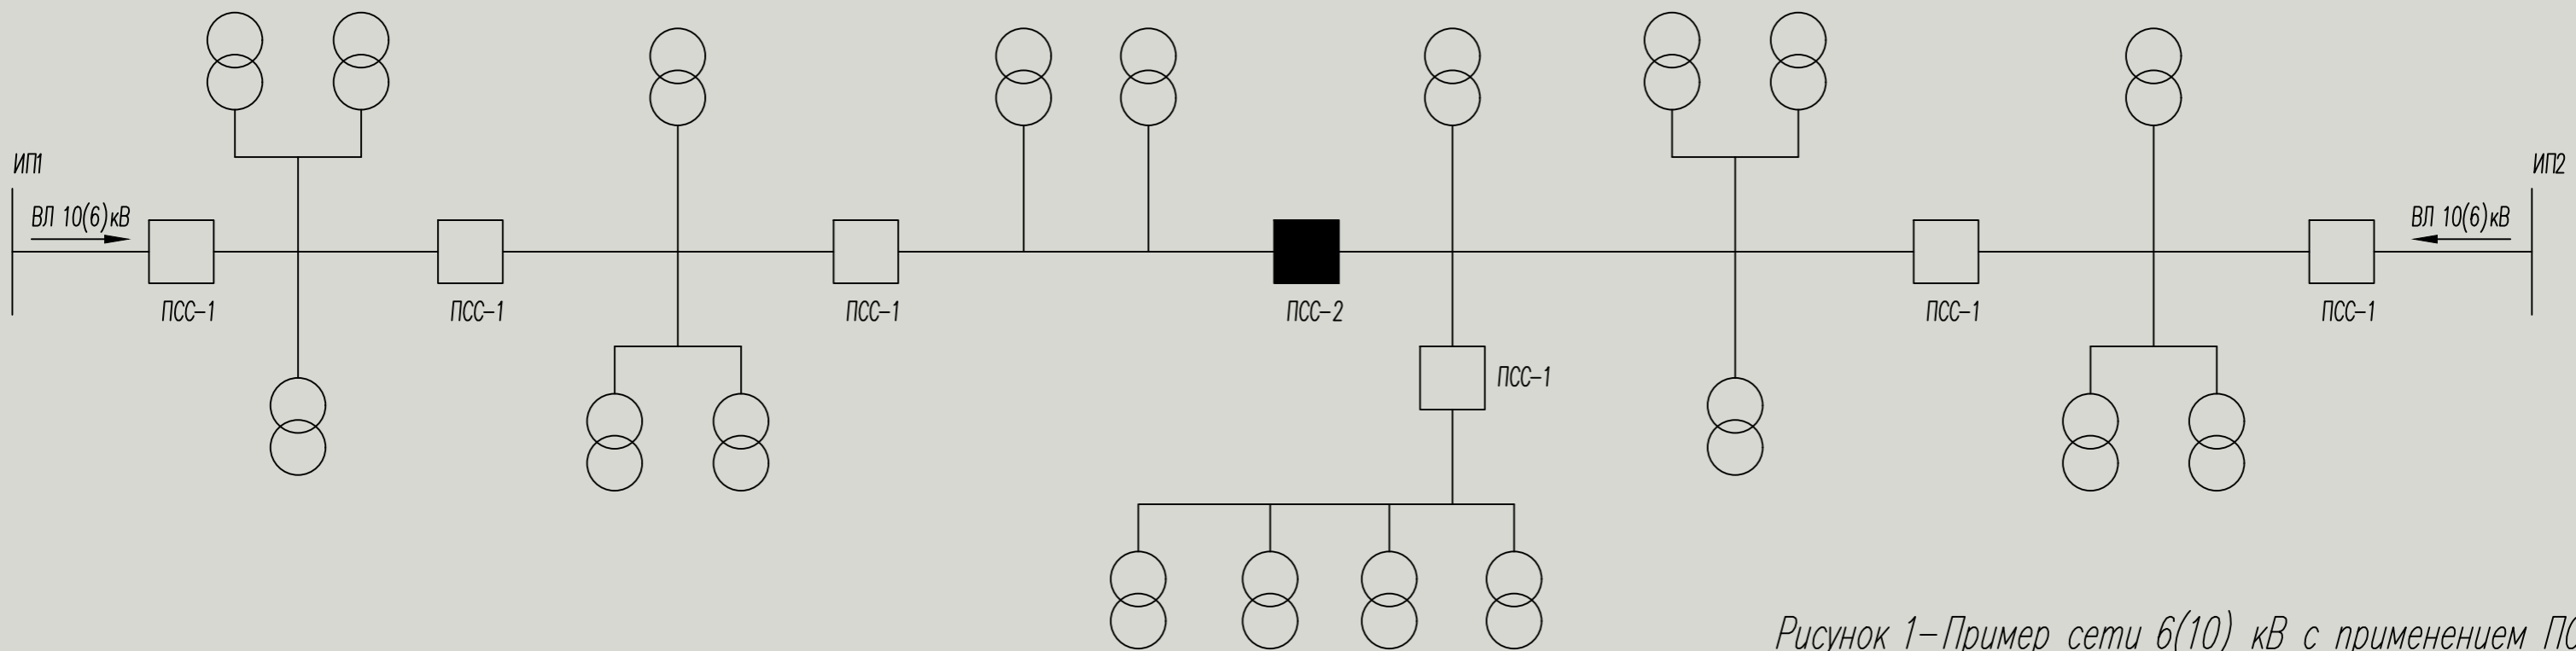 ИП1
ИП2
ВЛ 10(6)кВ
ВЛ 10(6)кВ
ПСС-1
ПСС-1
ПСС-1
ПСС-2
ПСС-1
ПСС-1
ПСС-1
Рисунок 1-Пример сети 6(10) кВ с применением